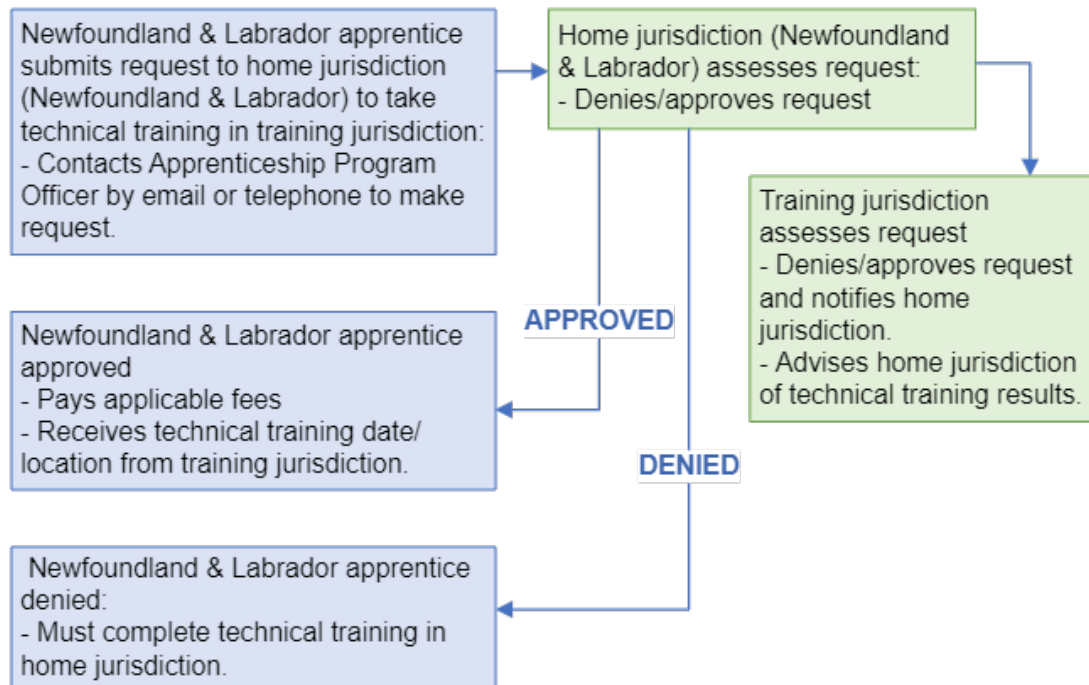 Newfoundland & Labrador apprentice
submits request to home jurisdiction
(Newfoundland & Labrador) to take
technical training in training jurisdiction:
- Contacts Apprenticeship Program
Officer by email or telephone to make
request.
Home jurisdiction (Newfoundland
& Labrador) assesses request:
- Denies/approves request
Training jurisdiction
assesses request
- Denies/approves request
and notifies home
jurisdiction.
- Advises home jurisdiction
of technical training results.
APPROVED
Newfoundland & Labrador apprentice
approved
- Pays applicable fees
- Receives technical training date/
location from training jurisdiction.
DENIED
Newfoundland & Labrador apprentice
denied:
- Must complete technical training in
home jurisdiction.